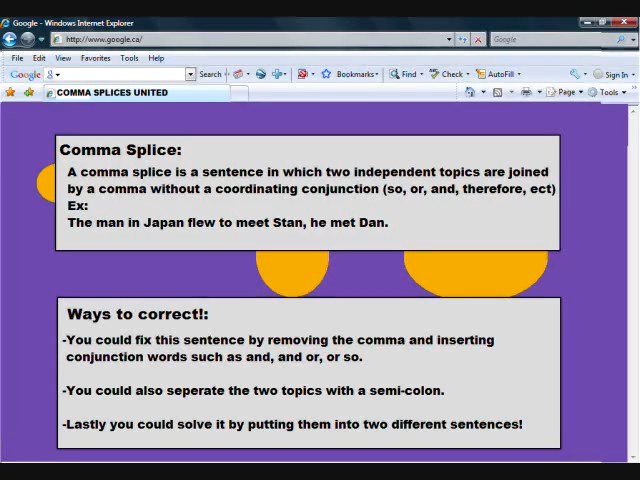 Google - Windows Internet Explorer
http://www.google.ca/
Google
File Edit View Favorites Tools Help
Google Search Bookmarks Find Check AutoFill Sign In
COMMA SPLICES UNITED Page Tools
Comma Splice:
A comma splice is a sentence in which two independent topics are joined
by a comma without a coordinating conjunction (so, or, and, therefore, ect)
Ex:
The man in Japan flew to meet Stan, he met Dan.
Ways to correct!:
-You could fix this sentence by removing the comma and inserting
conjunction words such as and, and or, or so.
-You could also seperate the two topics with a semi-colon.
-Lastly you could solve it by putting them into two different sentences!